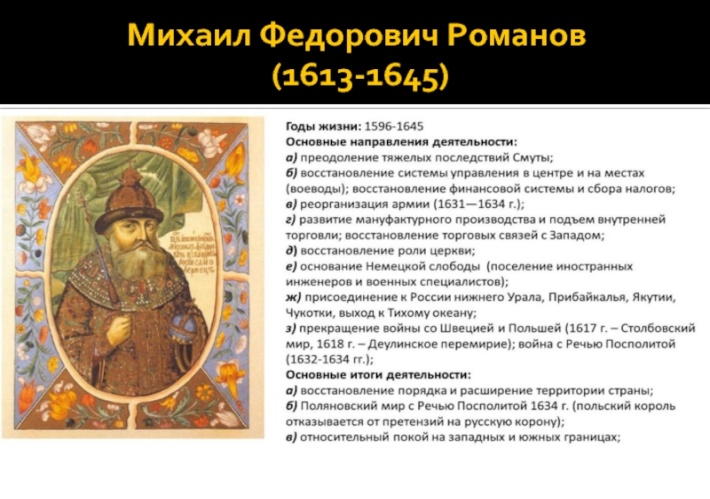 Михаил Федорович Романов
(1613-1645)
Годы жизни: 1596-1645
Основные направления деятельности:
а) преодоление тяжелых последствий Смуты;
б) восстановление системы управления в центре и на местах
(воеводы); восстановление финансовой системы и сбора налогов;
в) реорганизация армии (1631—1634 г.);
г) развитие мануфактурного производства и подъем внутренней
торговли; восстановление торговых связей с Западом;
д) восстановление роли церкви;
е) основание Немецкой слободы (поселение иностранных
инженеров и военных специалистов);
ж) присоединение к России нижнего Урала, Прибайкалья, Якутии,
Чукотки, выход к Тихому океану;
з) прекращение войны со Швецией и Польшей (1617 г. – Столбовский
мир, 1618 г. – Деулинское перемирие); война с Речью Посполитой
(1632-1634 гг.);
Основные итоги деятельности:
а) восстановление порядка и расширение территории страны;
б) Поляновский мир с Речью Посполитой 1634 г. (польский король
отказывается от претензий на русскую корону);
в) относительный покой на западных и южных границах;